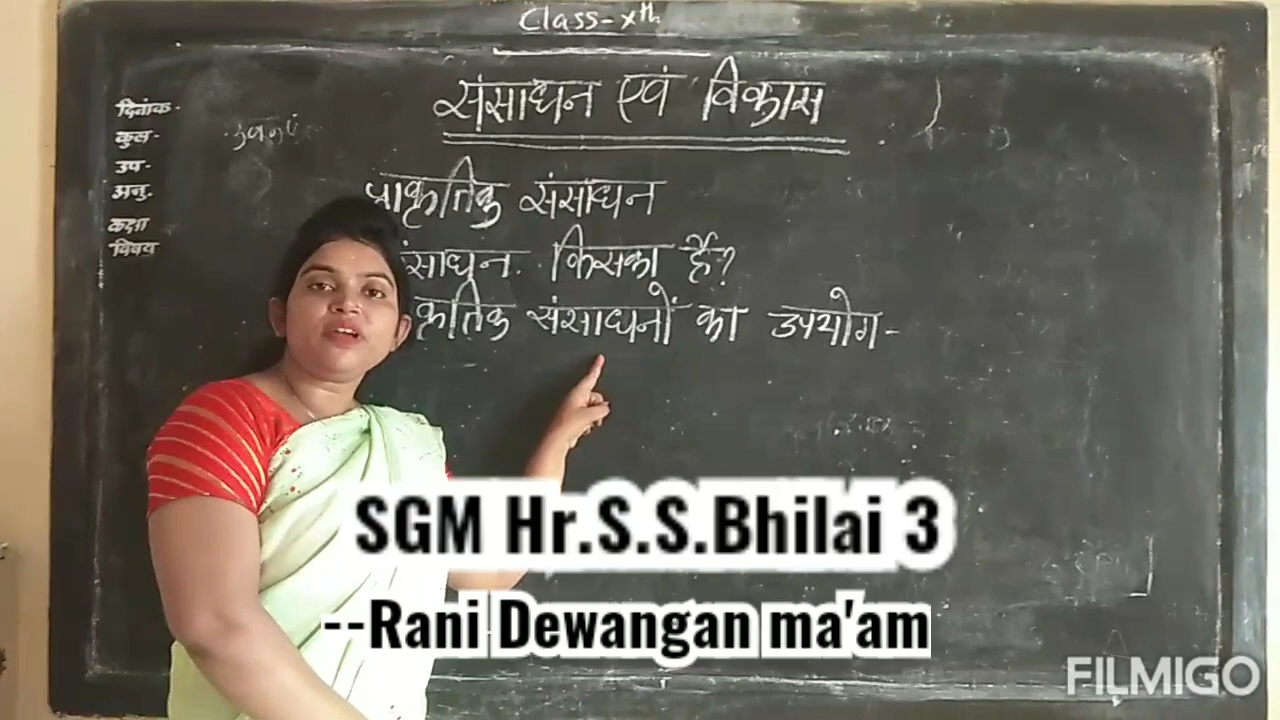 Class-Xth
संसाधन एवं विकास
दिनांक-
कुल-
उप-
अनु.
कक्षा
विषय
प्राकृतिक संसाधन
संसाधन. किसका है?
कृतिक संसाधनों का उपयोग-
SGM Hr.S.S.Bhilai 3
--Rani Dewangan ma'am
FILMIGO